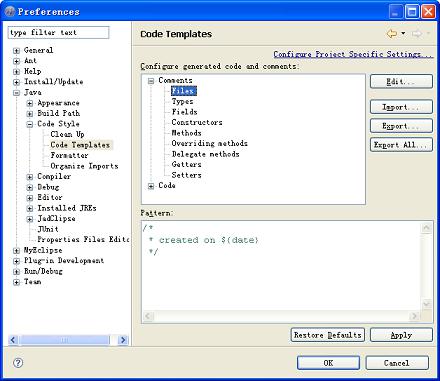 Preferences
type filter text
General
Ant
Help
Install/Update
Java
Appearance
Build Path
Code Style
Clean Up
Code Templates
Formatter
Organize Imports
Compiler
Debug
Editor
Installed JREs
JadClipse
JUnit
Properties Files Edito
MyEclipse
Plug-in Development
Run/Debug
Team
Code Templates
Configure Project Specific Settings...
Configure generated code and comments:
Comments
Files
Types
Fields
Constructors
Methods
Overriding methods
Delegate methods
Getters
Setters
Code
Edit...
Import...
Export...
Export All...
Pattern:
/*
* created on ${date}
*/
Restore Defaults
Apply
?
OK
Cancel